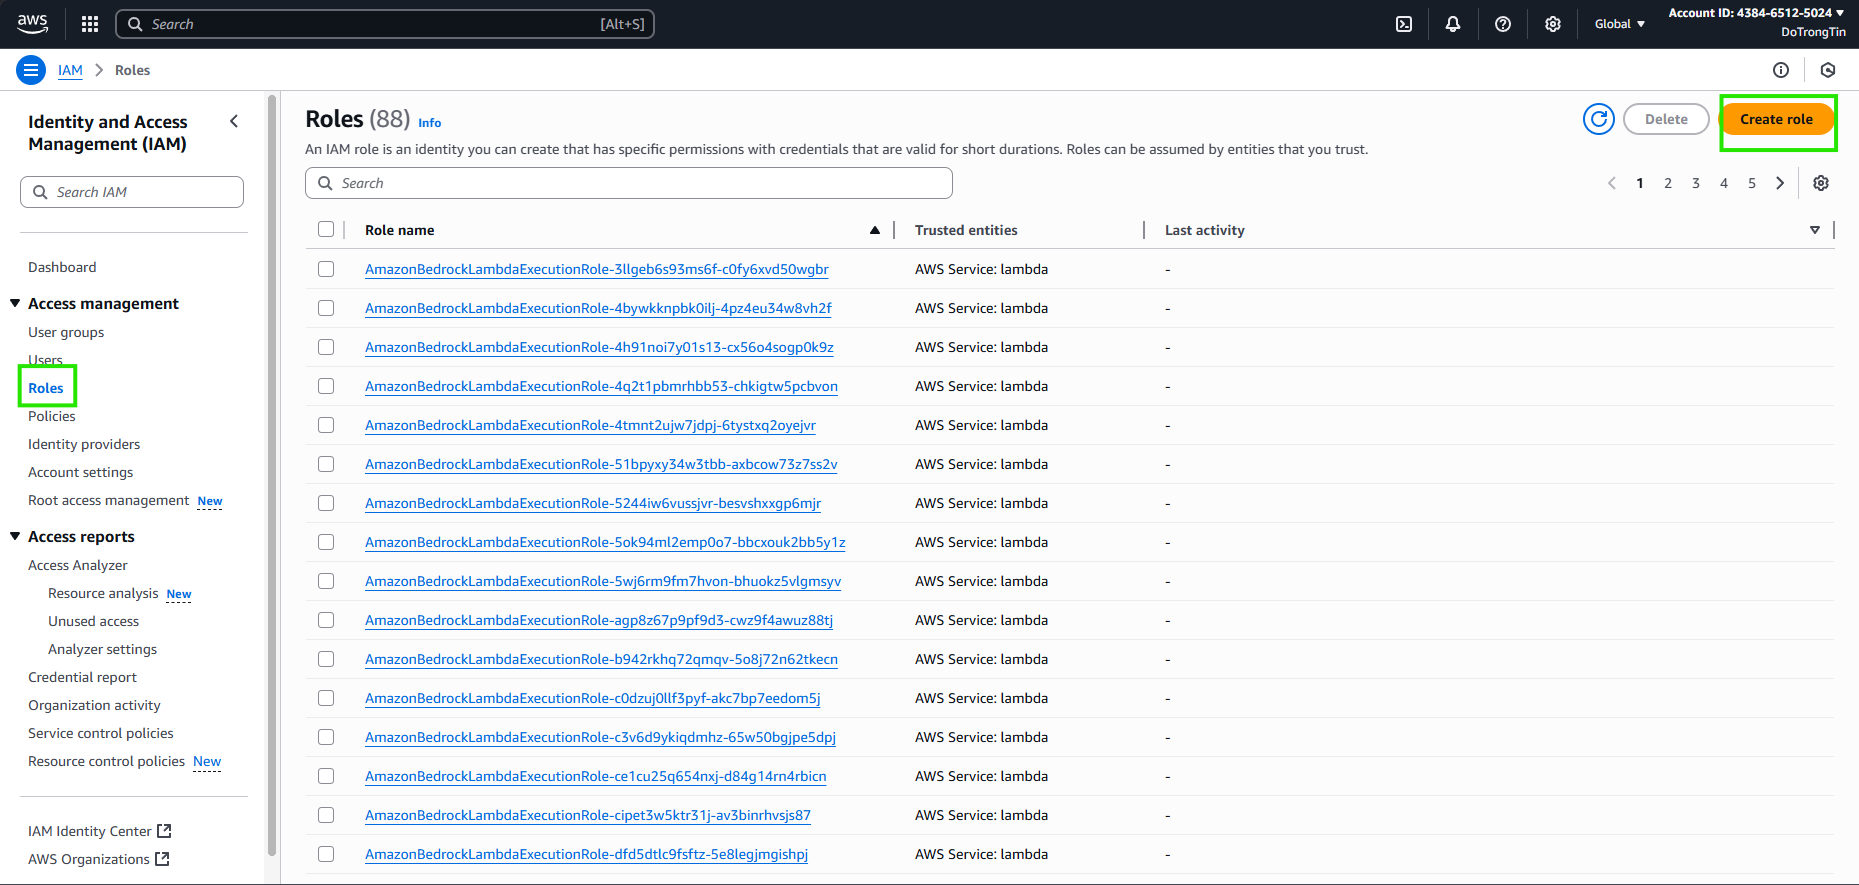 aws
Search
[Alt+S]
Global
Account ID: 4384-6512-5024
DoTrongTin
IAM
Roles
Identity and Access
Management (IAM)
Search IAM
Dashboard
Access management
User groups
Users
Roles
Policies
Identity providers
Account settings
Root access management New
Access reports
Access Analyzer
Resource analysis New
Unused access
Analyzer settings
Credential report
Organization activity
Service control policies
Resource control policies New
IAM Identity Center
AWS Organizations
Roles (88) Info
Delete
Create role
An IAM role is an identity you can create that has specific permissions with credentials that are valid for short durations. Roles can be assumed by entities that you trust.
Search
1 2 3 4 5
Role name Trusted entities Last activity
AmazonBedrockLambdaExecutionRole-3llgeb6s93ms6f-c0fy6xvd50wgbr AWS Service: lambda -
AmazonBedrockLambdaExecutionRole-4bywkknpbk0ilj-4pz4eu34w8vh2f AWS Service: lambda -
AmazonBedrockLambdaExecutionRole-4h91noi7y01s13-cx56o4sogp0k9z AWS Service: lambda -
AmazonBedrockLambdaExecutionRole-4q2t1pbmrhbb53-chkigtw5pcbvon AWS Service: lambda -
AmazonBedrockLambdaExecutionRole-4tmnt2ujw7jdpj-6tystxq2oyejvr AWS Service: lambda -
AmazonBedrockLambdaExecutionRole-51bpyxy34w3tbb-axbcow73z7ss2v AWS Service: lambda -
AmazonBedrockLambdaExecutionRole-5244iw6vussjvr-besvshxxgp6mjr AWS Service: lambda -
AmazonBedrockLambdaExecutionRole-5ok94ml2emp0o7-bbcxouk2bb5y1z AWS Service: lambda -
AmazonBedrockLambdaExecutionRole-5wj6rm9fm7hvon-bhuokz5vlgmsyv AWS Service: lambda -
AmazonBedrockLambdaExecutionRole-agp8z67p9pf9d3-cwz9f4awuz88tj AWS Service: lambda -
AmazonBedrockLambdaExecutionRole-b942rkhq72qmqv-5o8j72n62tkecn AWS Service: lambda -
AmazonBedrockLambdaExecutionRole-c0dzuj0llf3pyf-akc7bp7eedom5j AWS Service: lambda -
AmazonBedrockLambdaExecutionRole-c3v6d9ykiqdmhz-65w50bgjpe5dpj AWS Service: lambda -
AmazonBedrockLambdaExecutionRole-ce1cu25q654nxj-d84g14rn4rbicn AWS Service: lambda -
AmazonBedrockLambdaExecutionRole-cipet3w5ktr31j-av3binrhvsjs87 AWS Service: lambda -
AmazonBedrockLambdaExecutionRole-dfd5dtlc9fsftz-5e8legjmgishpj AWS Service: lambda -